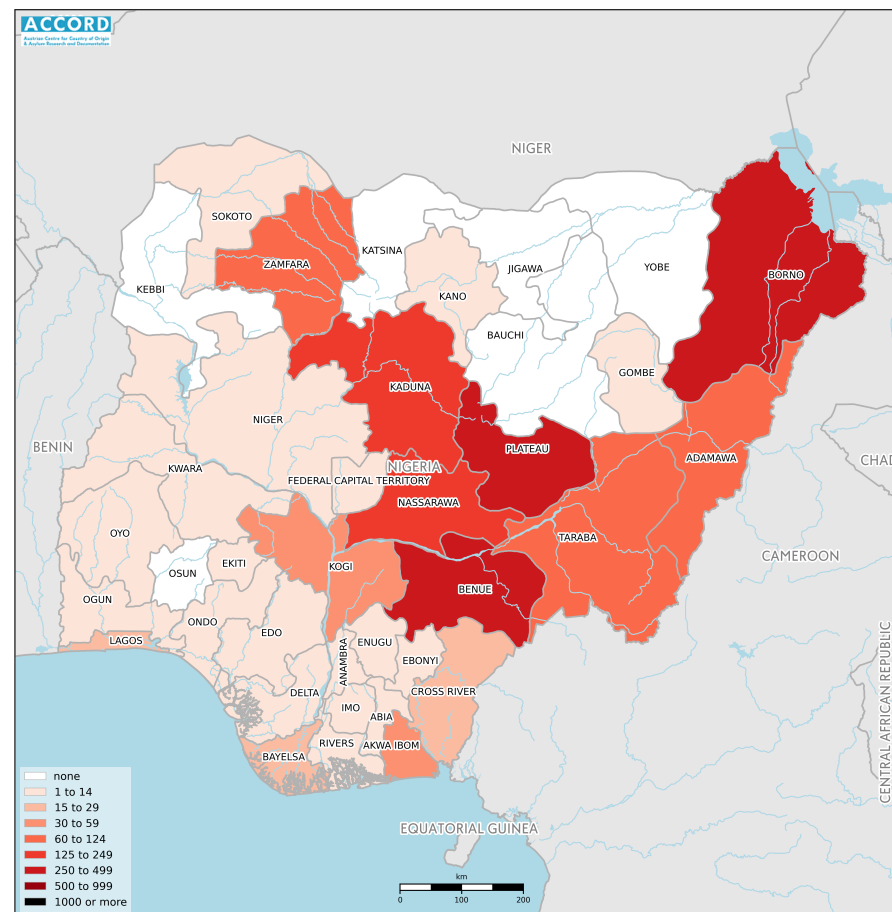 ACCORD
Austrian Centre for Country of Origin
& Asylum Research and Documentation
NIGER
SOKOTO
KATSINA
ZAMFARA
JIGAWA
YOBE
BORNO
KEBBI
KANO
BAUCHI
GOMBE
KADUNA
NIGER
BENIN
PLATEAU
ADAMAWA
CHAD
KWARA
NIGERIA
FEDERAL CAPITAL TERRITORY
NASSARAWA
OYO
TARABA
CAMEROON
OSUN
EKITI
KOGI
BENUE
OGUN
ONDO
EDO
LAGOS
ENUGU
ANAMBRA
EBONYI
DELTA
CROSS RIVER
IMO
ABIA
CENTRAL AFRICAN REPUBLIC
RIVERS
AKWA IBOM
BAYELSA
none
1 to 14
15 to 29
30 to 59
60 to 124
125 to 249
250 to 499
500 to 999
1000 or more
EQUATORIAL GUINEA
km
0 100 200